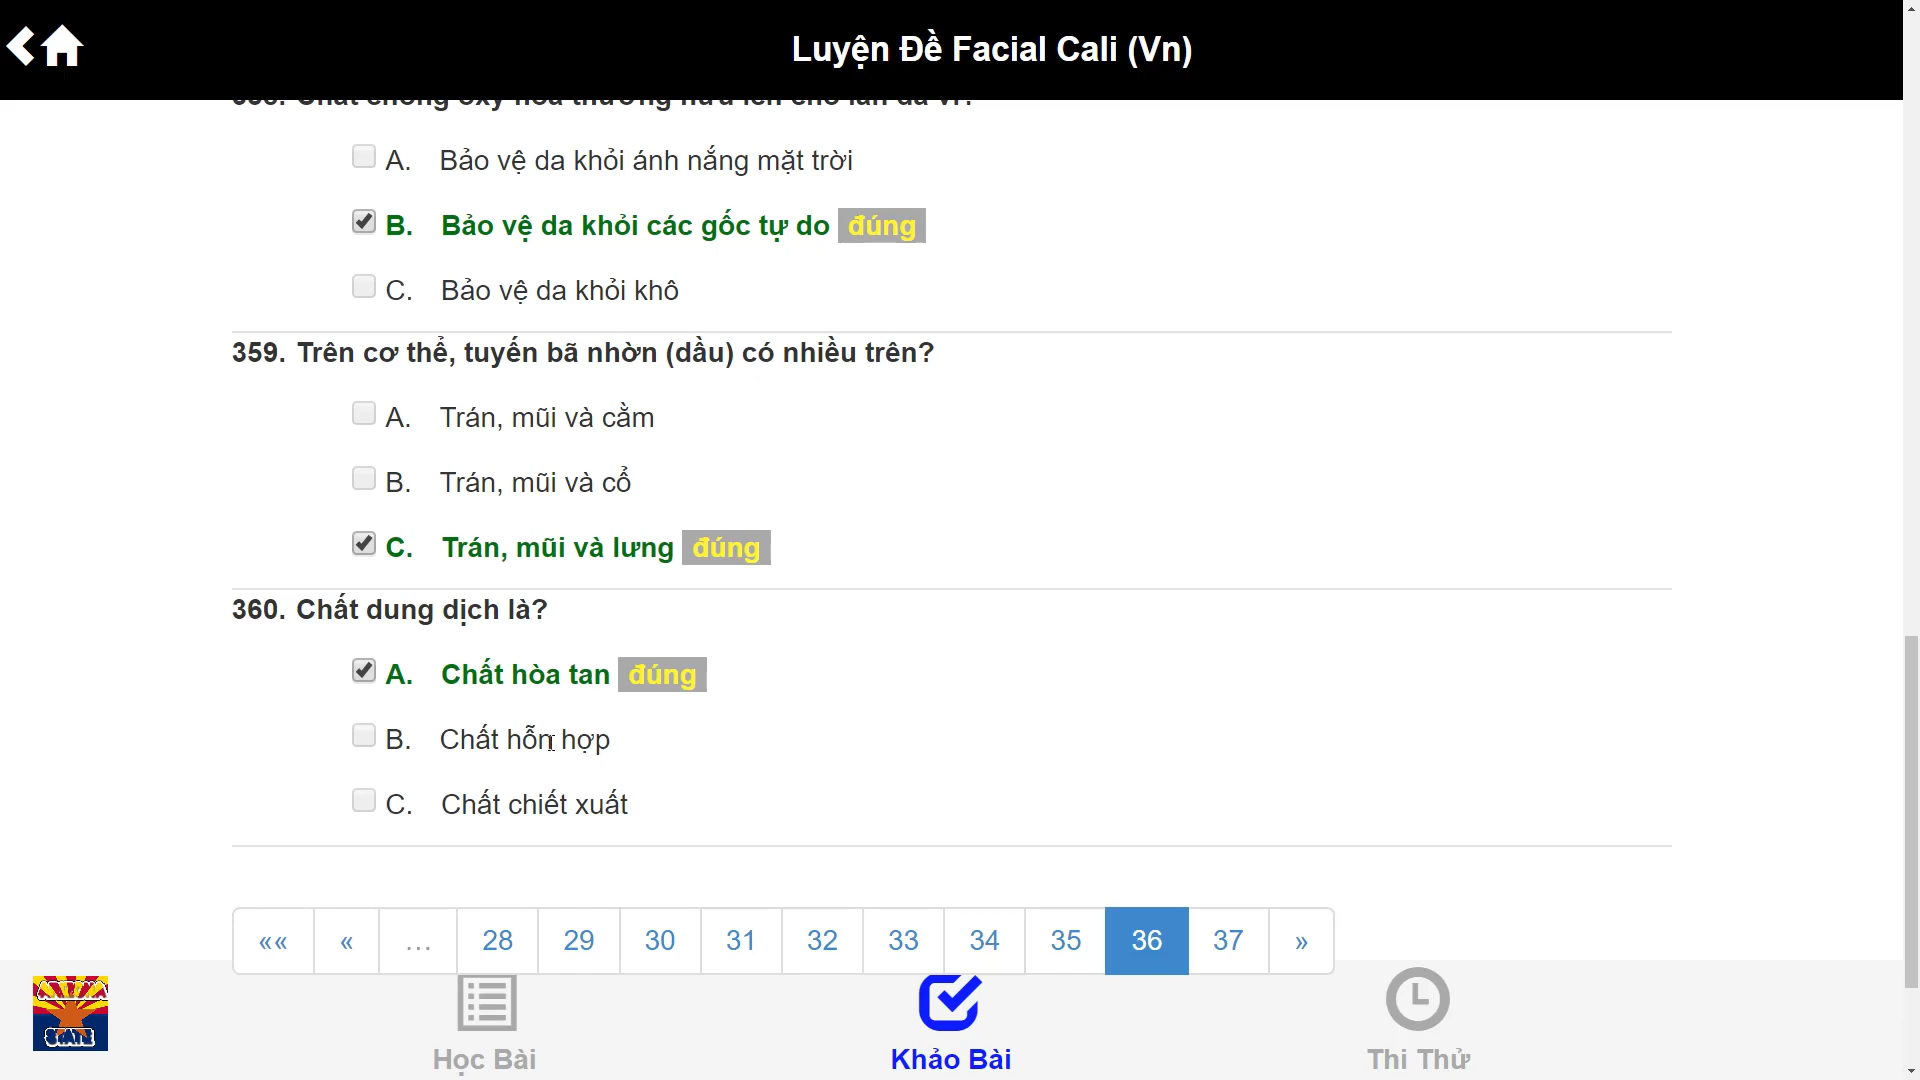 Luyện Đề Facial Cali (Vn)
A. Bảo vệ da khỏi ánh nắng mặt trời
B. Bảo vệ da khỏi các gốc tự do đúng
C. Bảo vệ da khỏi khô
359. Trên cơ thể, tuyến bã nhờn (dầu) có nhiều trên?
A. Trán, mũi và cằm
B. Trán, mũi và cổ
C. Trán, mũi và lưng đúng
360. Chất dung dịch là?
A. Chất hòa tan đúng
B. Chất hỗn hợp
C. Chất chiết xuất
«« « … 28 29 30 31 32 33 34 35 36 37 »
ARIZONA
STATE
Học Bài
Khảo Bài
Thi Thử